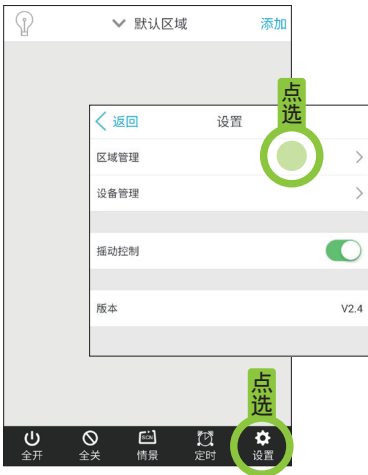 默认区域 添加
点选
返回 设置
区域管理
设备管理
摇动控制
版本 V2.4
点选
SCN
全开 全关 情景 定时 设置